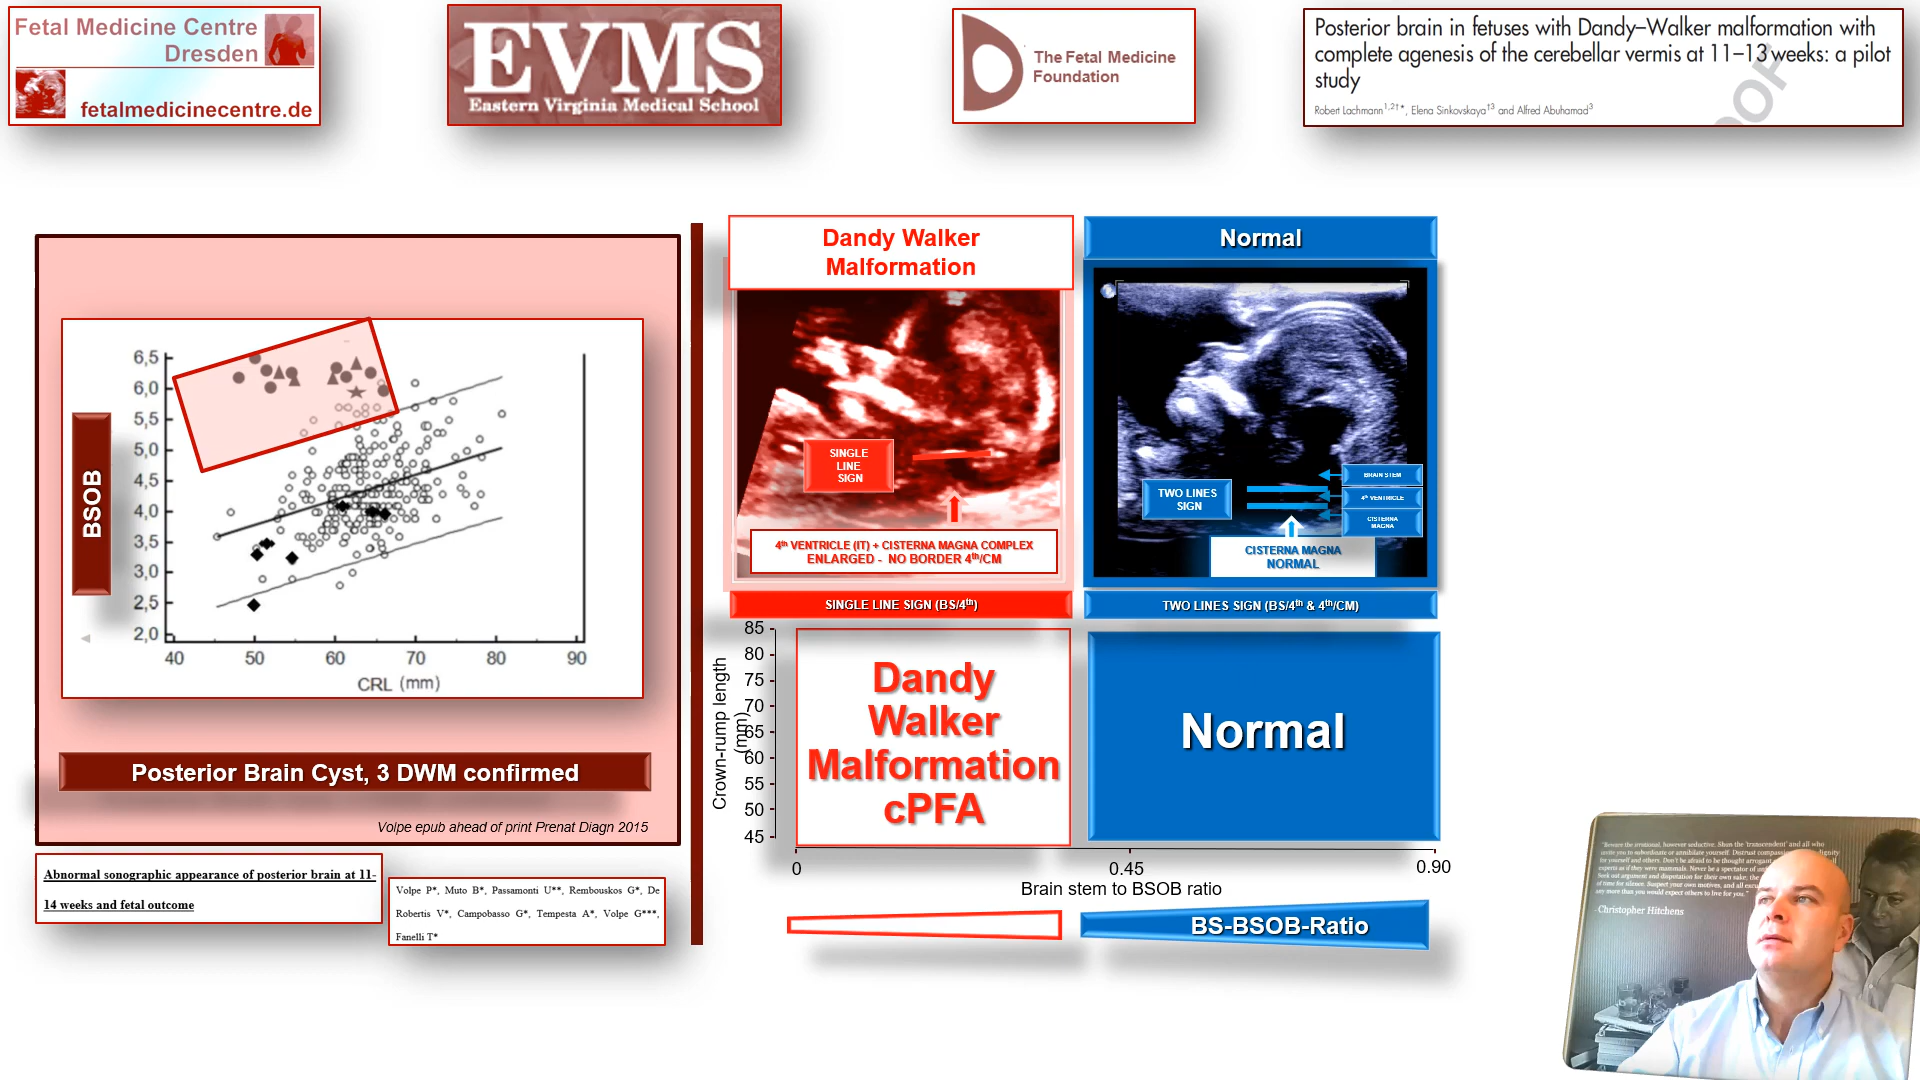 Fetal Medicine Centre
Dresden
fetalmedicinecentre.de
EVMS
Eastern Virginia Medical School
The Fetal Medicine
Foundation
Posterior brain in fetuses with Dandy–Walker malformation with
complete agenesis of the cerebellar vermis at 11–13 weeks: a pilot
study
Robert Lachmann1,2†*, Elena Sinkovskaya†3 and Alfred Abuhamad3
OOF
BSOB
6,5
6,0
5,5
5,0
4,5
4,0
3,5
3,0
2,5
2,0
40 50 60 70 80 90
CRL (mm)
Posterior Brain Cyst, 3 DWM confirmed
Volpe epub ahead of print Prenat Diagn 2015
Abnormal sonographic appearance of posterior brain at 11-
14 weeks and fetal outcome
Volpe P*, Muto B*, Passamonti U**, Rembouskos G*, De
Robertis V*, Campobasso G*, Tempesta A*, Volpe G***,
Fanelli T*
Dandy Walker
Malformation
SINGLE
LINE
SIGN
4th VENTRICLE (IT) + CISTERNA MAGNA COMPLEX
ENLARGED - NO BORDER 4th/CM
SINGLE LINE SIGN (BS/4th)
Normal
TWO LINES
SIGN
BRAIN STEM
4th VENTRICLE
CISTERNA
MAGNA
CISTERNA MAGNA
NORMAL
TWO LINES SIGN (BS/4th & 4th/CM)
Crown-rump length
(mm)
85
80
75
70
65
60
55
50
45
Dandy
Walker
Malformation
cPFA
Normal
0 0.45 0.90
Brain stem to BSOB ratio
BS-BSOB-Ratio
Christopher Hitchens